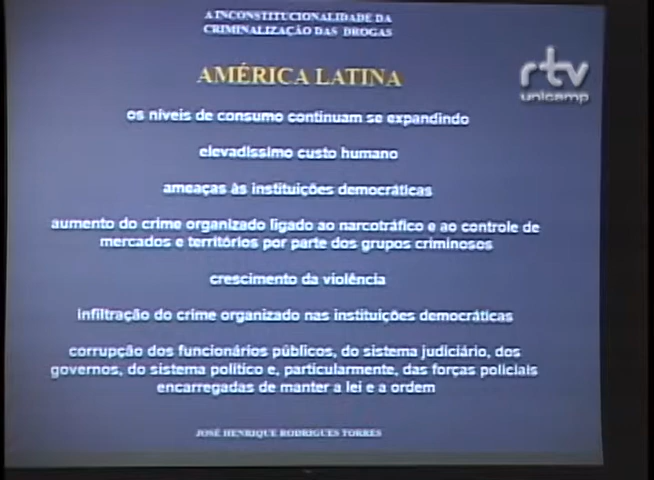 A INCONSTITUCIONALIDADE DA
CRIMINALIZAÇÃO DAS DROGAS
AMÉRICA LATINA
rtv
unicamp
os níveis de consumo continuam se expandindo
elevadíssimo custo humano
ameaças às instituições democráticas
aumento do crime organizado ligado ao narcotráfico e ao controle de
mercados e territórios por parte dos grupos criminosos
crescimento da violência
infiltração do crime organizado nas instituições democráticas
corrupção dos funcionários públicos, do sistema judiciário, dos
governos, do sistema político e, particularmente, das forças policiais
encarregadas de manter a lei e a ordem
JOSÉ HENRIQUE RODRIGUES TORRES